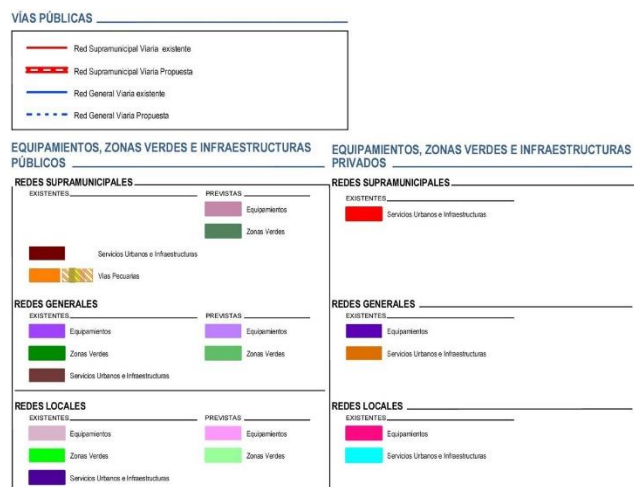 VÍAS PÚBLICAS
Red Supramunicipal Viaria existente
Red Supramunicipal Viaria Propuesta
Red General Viaria existente
Red General Viaria Propuesta
EQUIPAMIENTOS, ZONAS VERDES E INFRAESTRUCTURAS
PÚBLICOS
REDES SUPRAMUNICIPALES
EXISTENTES
PREVISTAS
Equipamientos
Zonas Verdes
Servicios Urbanos e Infraestructuras
Vías Pecuarias
REDES GENERALES
EXISTENTES
PREVISTAS
Equipamientos
Equipamientos
Zonas Verdes
Zonas Verdes
Servicios Urbanos e Infraestructuras
REDES LOCALES
EXISTENTES
PREVISTAS
Equipamientos
Equipamientos
Zonas Verdes
Zonas Verdes
Servicios Urbanos e Infraestructuras
EQUIPAMIENTOS, ZONAS VERDES E INFRAESTRUCTURAS
PRIVADOS
REDES SUPRAMUNICIPALES
EXISTENTES
Servicios Urbanos e Infraestructuras
REDES GENERALES
EXISTENTES
Equipamientos
Servicios Urbanos e Infraestructuras
REDES LOCALES
EXISTENTES
Equipamientos
Servicios Urbanos e Infraestructuras